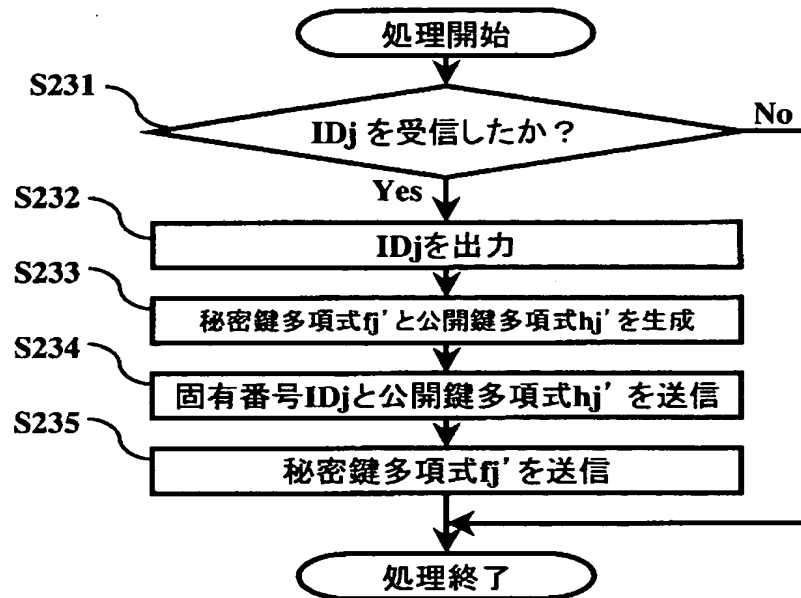 処理開始
S231
IDj を受信したか？
No
Yes
S232
IDjを出力
S233
秘密鍵多項式fj’と公開鍵多項式hj’を生成
S234
固有番号IDjと公開鍵多項式hj’を送信
S235
秘密鍵多項式fj’を送信
処理終了